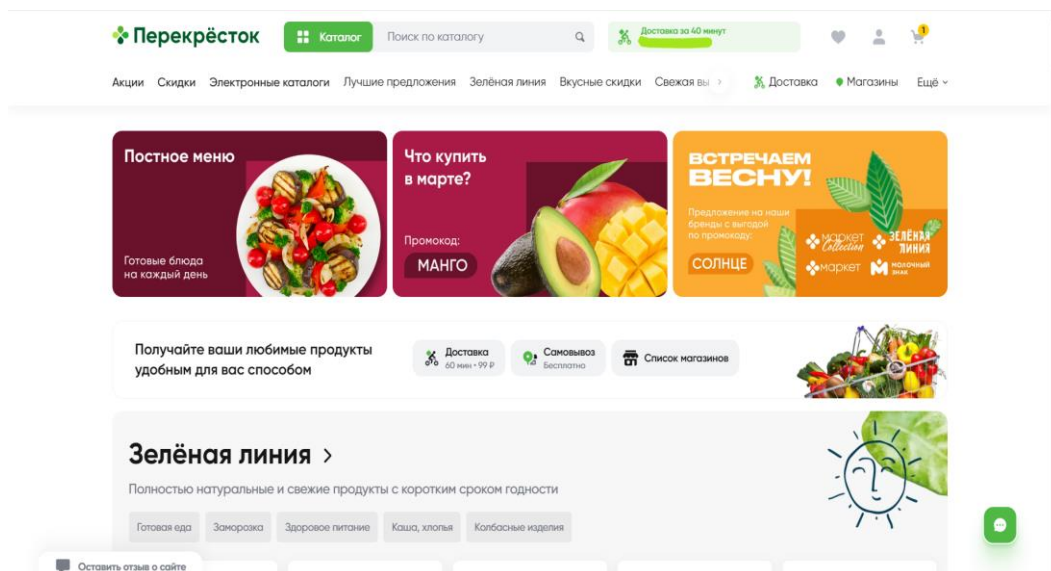 Перекрёсток
Каталог
Поиск по каталогу
Доставка за 40 минут
1
Акции Скидки Электронные каталоги Лучшие предложения Зелёная линия Вкусные скидки Свежая вы > Доставка Магазины Ещё
Постное меню
Готовые блюда
на каждый день
Что купить
в марте?
Промокод:
МАНГО
ВСТРЕЧАЕМ
ВЕСНУ!
Предложение на наши
бренды с выгодой
по промокоду:
СОЛНЦЕ
маркет
Collection
ЗЕЛЁНАЯ
ЛИНИЯ
маркет
МОЛОЧНЫЙ
ЗНАК
Получайте ваши любимые продукты
удобным для вас способом
Доставка
60 мин • 99 ₽
Самовывоз
Бесплатно
Список магазинов
Зелёная линия >
Полностью натуральные и свежие продукты с коротким сроком годности
Готовая еда Заморозка Здоровое питание Каша, хлопья Колбасные изделия
Оставить отзыв о сайте